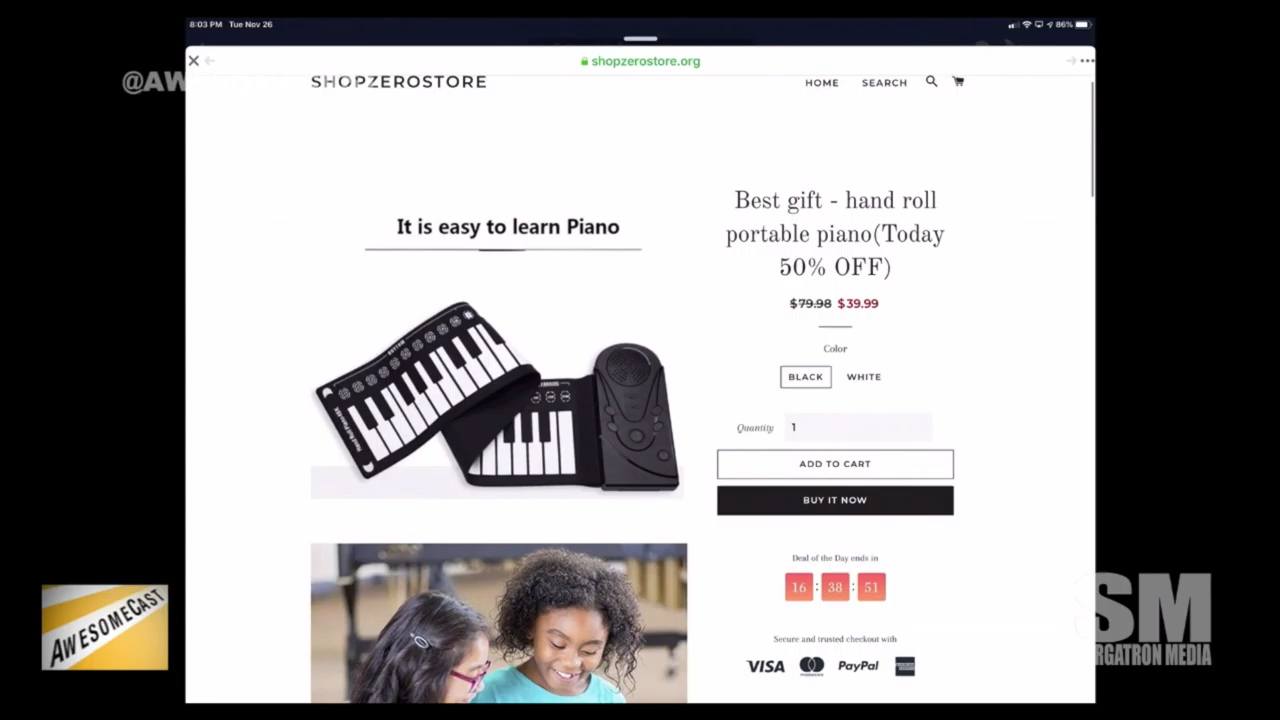 8:03 PM Tue Nov 26
86%
shopzerostore.org
@AW
SHOPZEROSTORE
HOME SEARCH
Best gift - hand roll
portable piano(Today
50% OFF)
$79.98 $39.99
It is easy to learn Piano
Color
BLACK WHITE
Quantity 1
ADD TO CART
BUY IT NOW
Deal of the Day ends in
16 : 38 : 51
Secure and trusted checkout with
VISA PayPal
AWESOMECAST
SM
RGATRON MEDIA